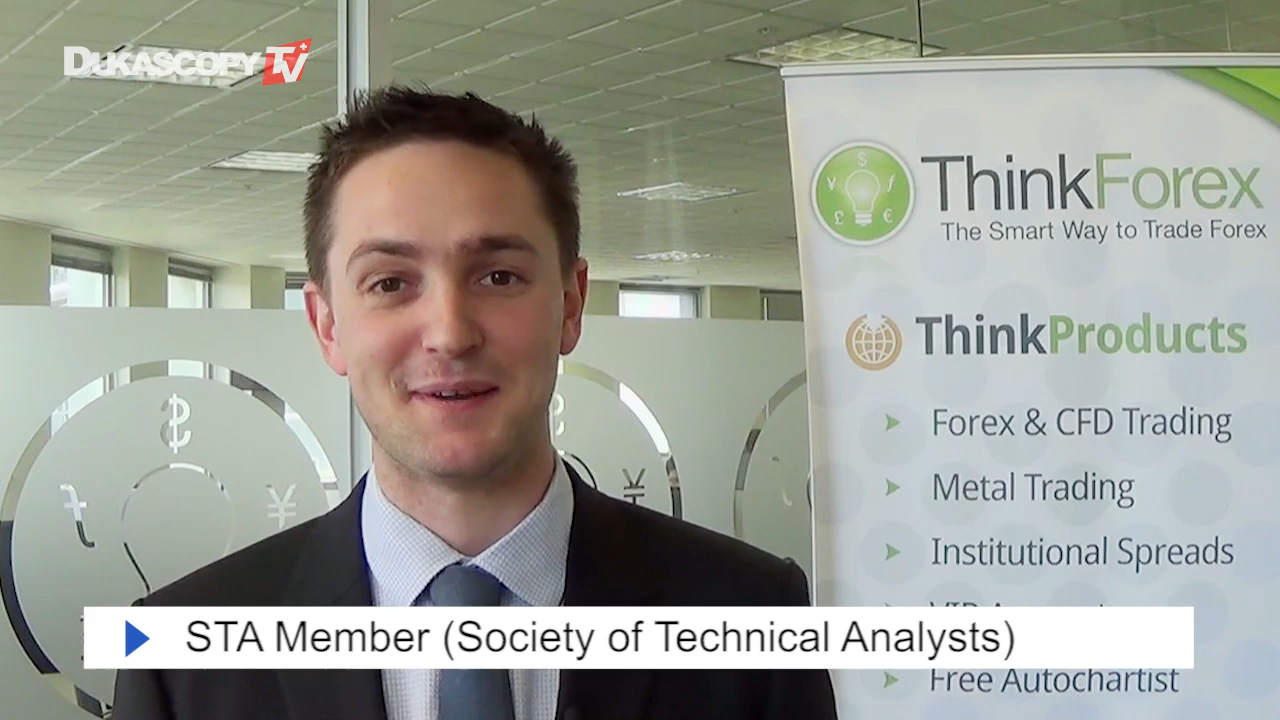 DUKASCOPY TV
ThinkForex
The Smart Way to Trade Forex
ThinkProducts
Forex & CFD Trading
Metal Trading
Institutional Spreads
STA Member (Society of Technical Analysts)
Free Autochartist